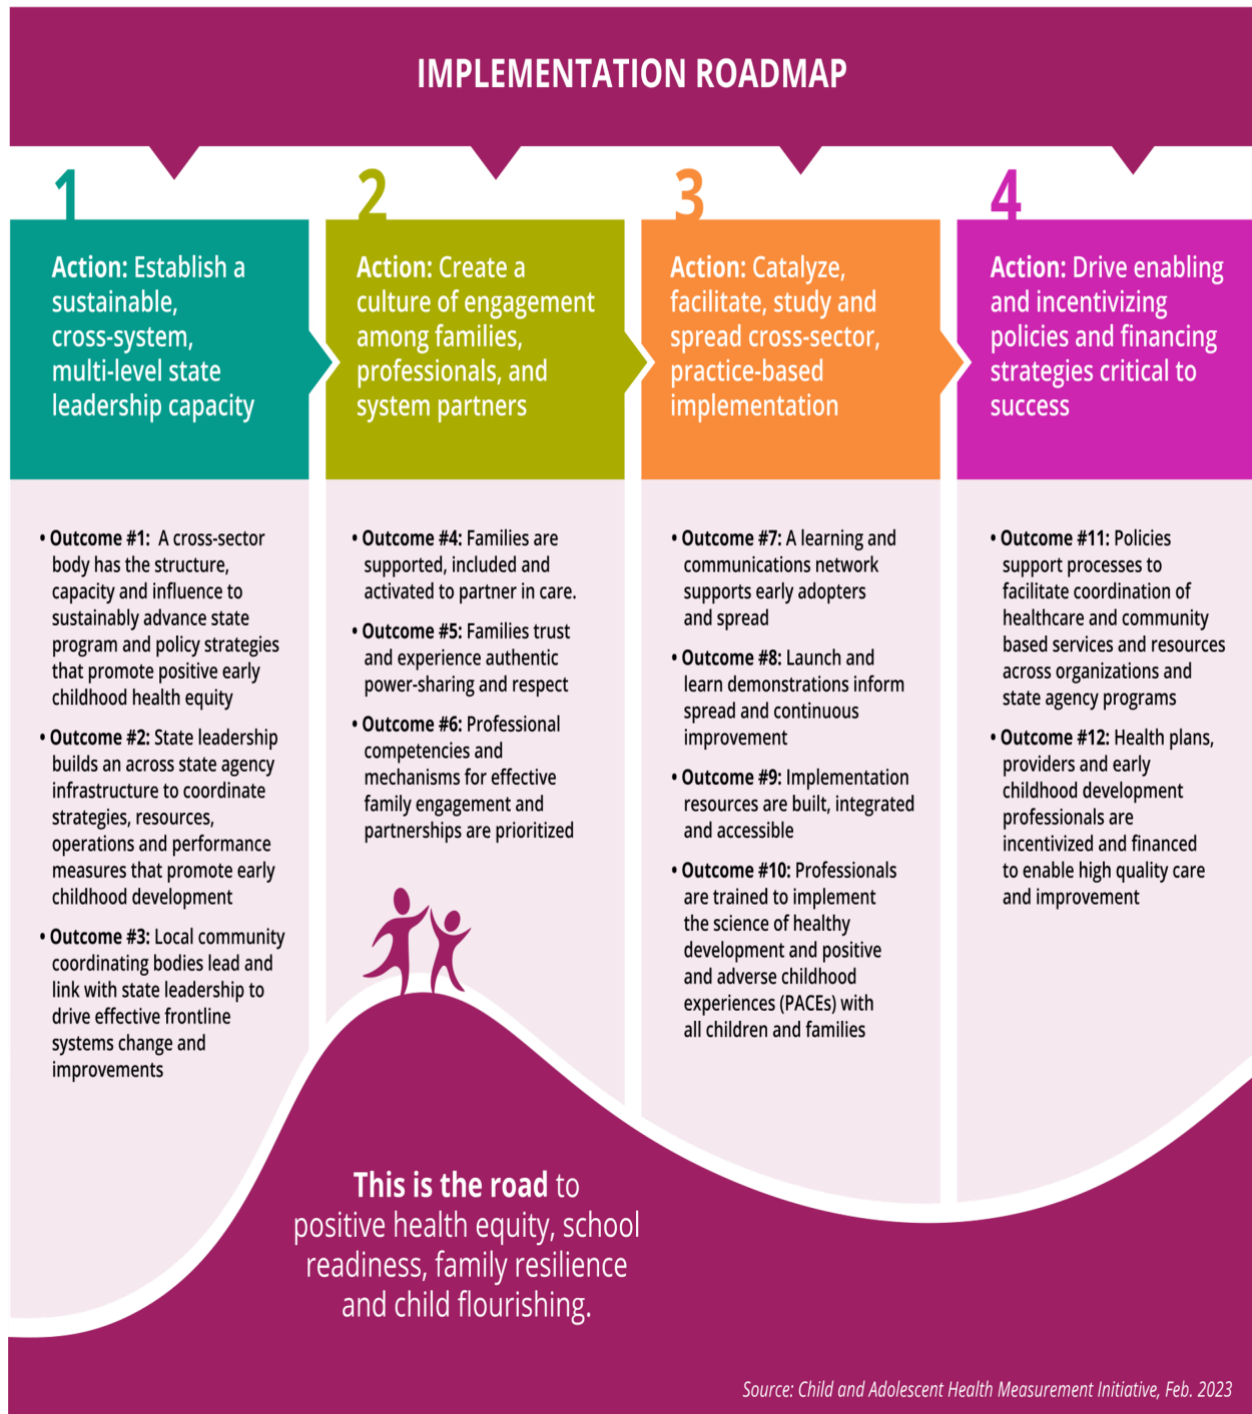 IMPLEMENTATION ROADMAP
1
Action: Establish a
sustainable,
cross-system,
multi-level state
leadership capacity
• Outcome #1: A cross-sector
body has the structure,
capacity and influence to
sustainably advance state
program and policy strategies
that promote positive early
childhood health equity
• Outcome #2: State leadership
builds an across state agency
infrastructure to coordinate
strategies, resources,
operations and performance
measures that promote early
childhood development
• Outcome #3: Local community
coordinating bodies lead and
link with state leadership to
drive effective frontline
systems change and
improvements
2
Action: Create a
culture of engagement
among families,
professionals, and
system partners
• Outcome #4: Families are
supported, included and
activated to partner in care.
• Outcome #5: Families trust
and experience authentic
power-sharing and respect
• Outcome #6: Professional
competencies and
mechanisms for effective
family engagement and
partnerships are prioritized
3
Action: Catalyze,
facilitate, study and
spread cross-sector,
practice-based
implementation
• Outcome #7: A learning and
communications network
supports early adopters
and spread
• Outcome #8: Launch and
learn demonstrations inform
spread and continuous
improvement
• Outcome #9: Implementation
resources are built, integrated
and accessible
• Outcome #10: Professionals
are trained to implement
the science of healthy
development and positive
and adverse childhood
experiences (PACEs) with
all children and families
4
Action: Drive enabling
and incentivizing
policies and financing
strategies critical to
success
• Outcome #11: Policies
support processes to
facilitate coordination of
healthcare and community
based services and resources
across organizations and
state agency programs
• Outcome #12: Health plans,
providers and early
childhood development
professionals are
incentivized and financed
to enable high quality care
and improvement
This is the road to
positive health equity, school
readiness, family resilience
and child flourishing.
Source: Child and Adolescent Health Measurement Initiative, Feb. 2023